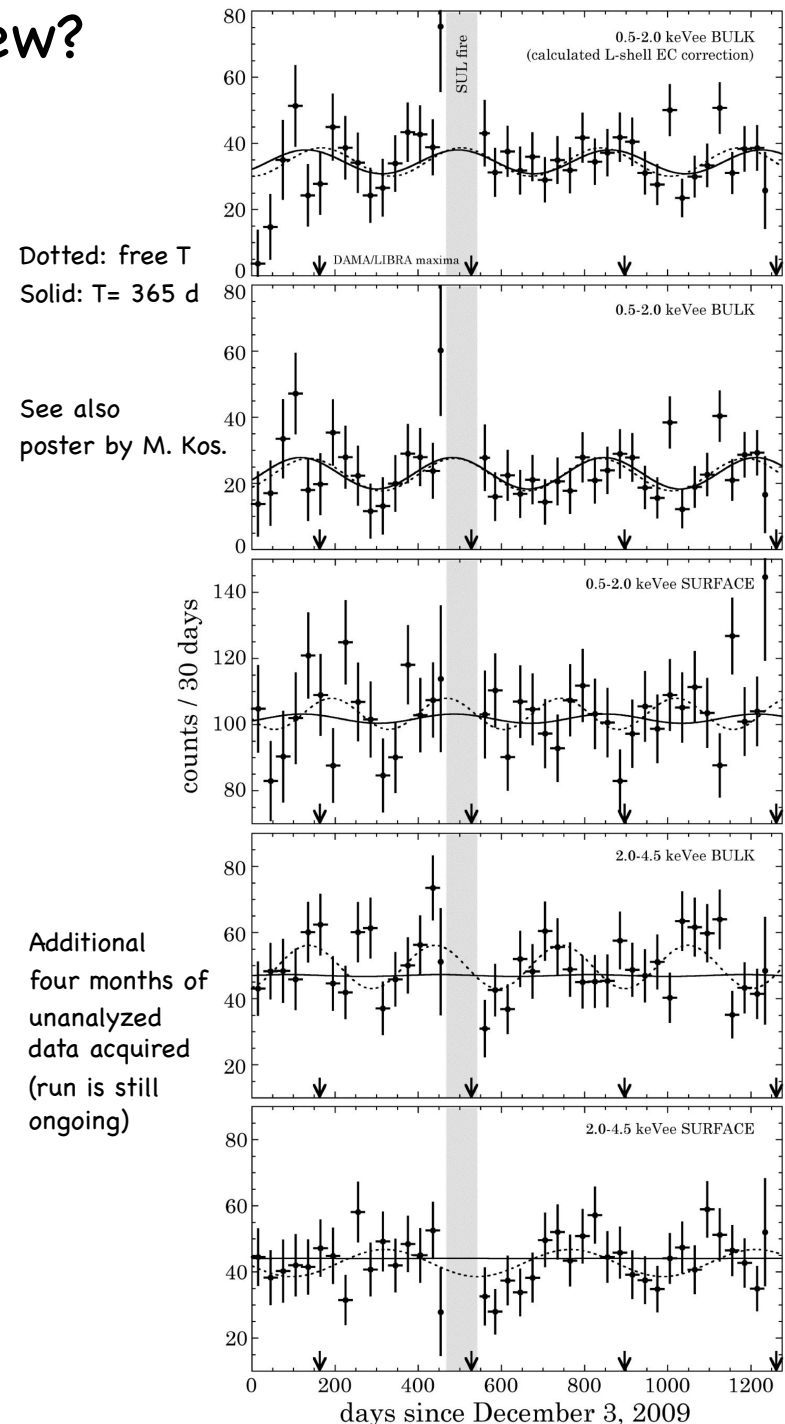 ew?
Dotted: free T
Solid: T= 365 d
See also
poster by M. Kos.
Additional
four months of
unanalyzed
data acquired
(run is still
ongoing)
counts / 30 days
80
60
40
20
0
0.5-2.0 keVee BULK
(calculated L-shell EC correction)
SUL fire
DAMA/LIBRA maxima
80
60
40
20
0
0.5-2.0 keVee BULK
140
120
100
80
0.5-2.0 keVee SURFACE
80
60
40
20
2.0-4.5 keVee BULK
80
60
40
20
2.0-4.5 keVee SURFACE
0 200 400 600 800 1000 1200
days since December 3, 2009